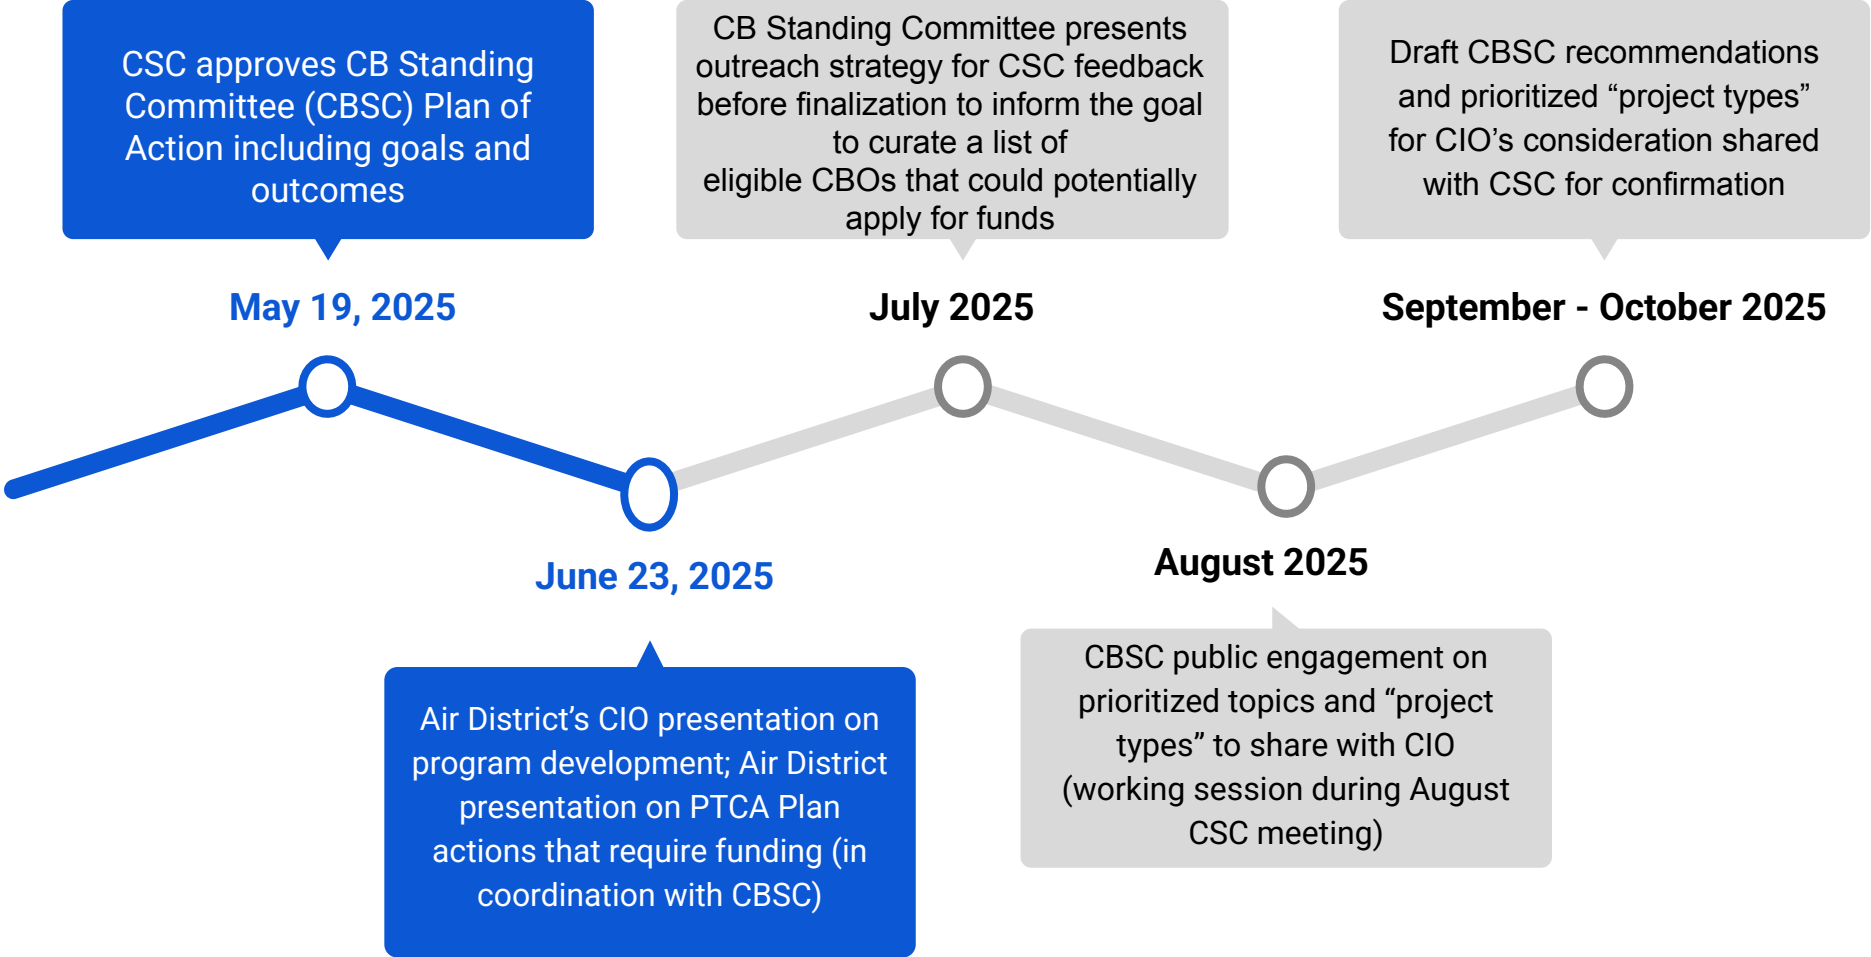 CSC approves CB Standing
Committee (CBSC) Plan of
Action including goals and
outcomes
May 19, 2025
CB Standing Committee presents
outreach strategy for CSC feedback
before finalization to inform the goal
to curate a list of
eligible CBOs that could potentially
apply for funds
July 2025
Draft CBSC recommendations
and prioritized “project types”
for CIO’s consideration shared
with CSC for confirmation
September - October 2025
June 23, 2025
Air District’s CIO presentation on
program development; Air District
presentation on PTCA Plan
actions that require funding (in
coordination with CBSC)
August 2025
CBSC public engagement on
prioritized topics and “project
types” to share with CIO
(working session during August
CSC meeting)